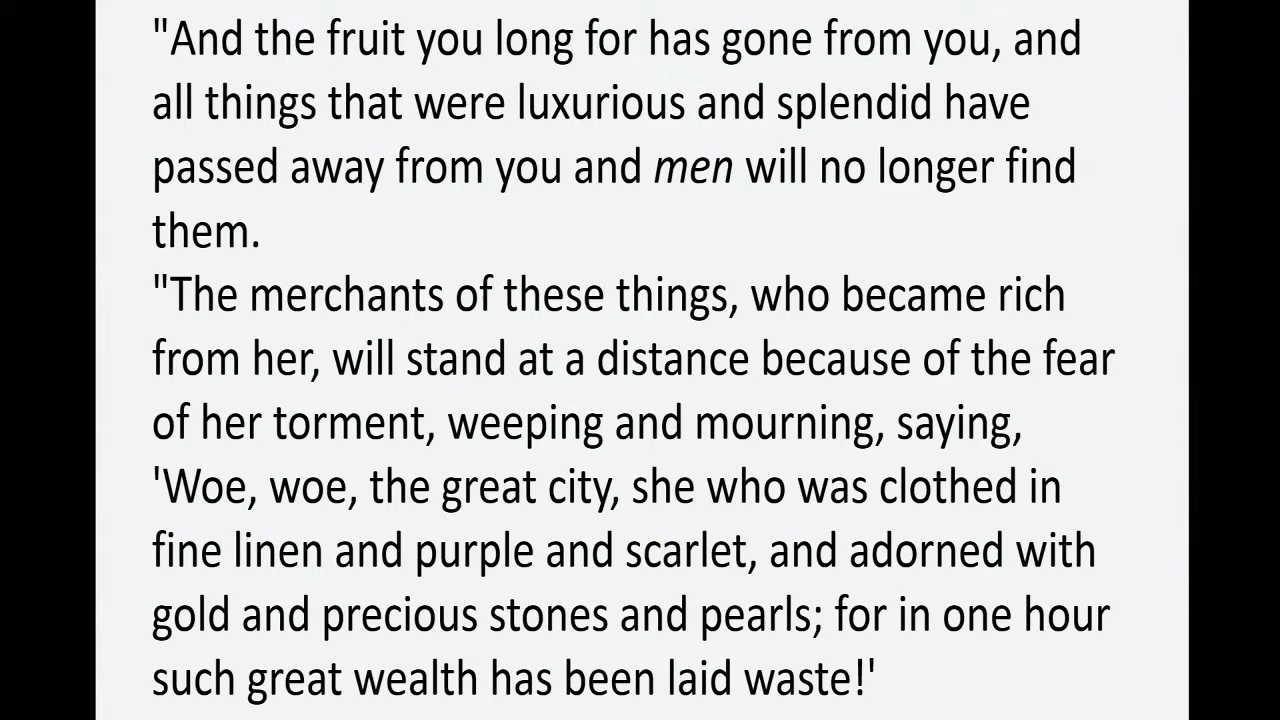 "And the fruit you long for has gone from you, and
all things that were luxurious and splendid have
passed away from you and men will no longer find
them.
"The merchants of these things, who became rich
from her, will stand at a distance because of the fear
of her torment, weeping and mourning, saying,
'Woe, woe, the great city, she who was clothed in
fine linen and purple and scarlet, and adorned with
gold and precious stones and pearls; for in one hour
such great wealth has been laid waste!'